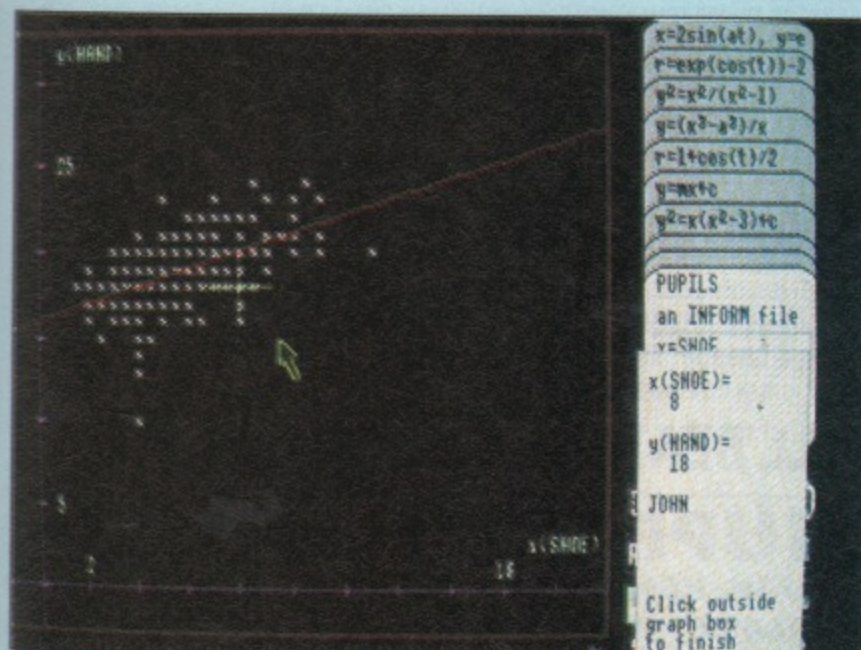 y(HAND)
25
5
2
18
x(SHOE)
x=2sin(at), y=e
r=exp(cos(t))-2
y²=x²/(x²-1)
y=(x³-a³)/x
r=1+cos(t)/2
y=mx+c
y²=x(x²-3)+c
PUPILS
an INFORM file
x=SHOE
x(SHOE)=
8
y(HAND)=
18
JOHN
Click outside
graph box
to finish